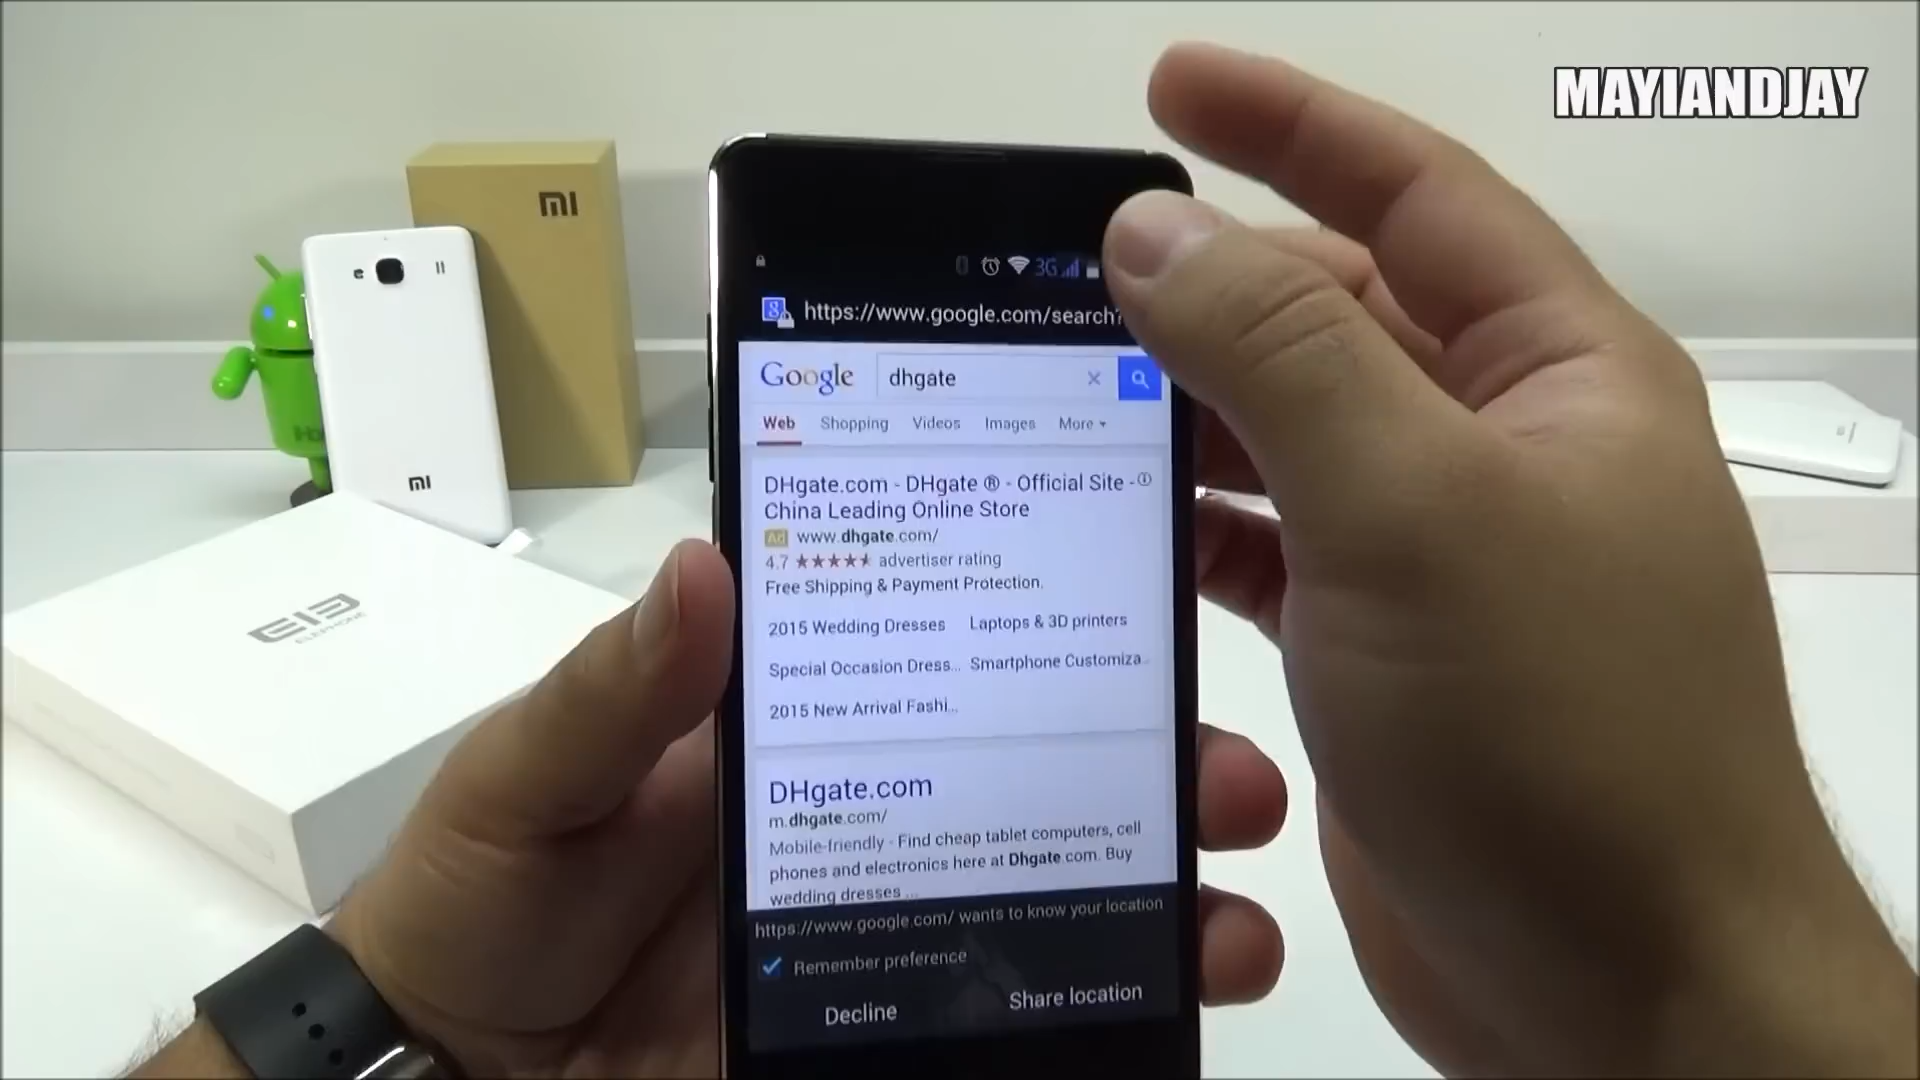 MAYIANDJAY
MI
MI
ELEPHONE
3G
https://www.google.com/search?
Google
dhgate
Web Shopping Videos Images More
DHgate.com - DHgate ® - Official Site -
China Leading Online Store
Ad www.dhgate.com/
4.7 ★★★★★ advertiser rating
Free Shipping & Payment Protection.
2015 Wedding Dresses Laptops & 3D printers
Special Occasion Dress... Smartphone Customiza...
2015 New Arrival Fashi...
DHgate.com
m.dhgate.com/
Mobile-friendly - Find cheap tablet computers, cell
phones and electronics here at Dhgate.com. Buy
wedding dresses ...
https://www.google.com/ wants to know your location
Remember preference
Decline Share location